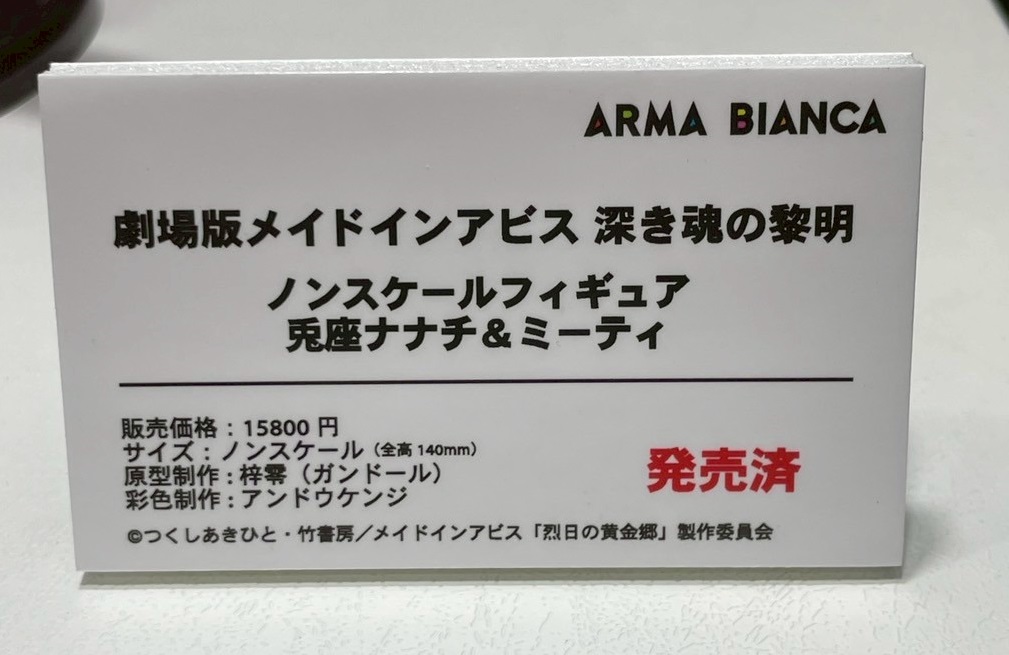 ARMA BIANCA
劇場版メイドインアビス 深き魂の黎明
ノンスケールフィギュア
兎座ナナチ&ミーティ
販売価格：15800 円
サイズ：ノンスケール（全高 140mm）
原型制作：梓零（ガンドール）
彩色制作：アンドウケンジ
発売済
©つくしあきひと・竹書房／メイドインアビス「烈日の黄金郷」製作委員会